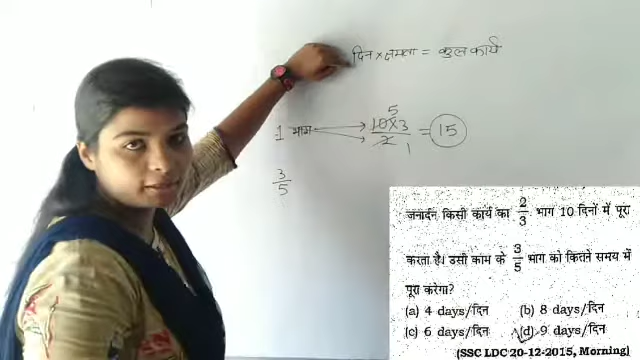 दिन × क्षमता = कुल कार्य
5
1 भाग → 10×3/2 = 15
1
3/5
जनार्दन किसी कार्य का 2/3 भाग 10 दिनों में पूरा
करता है। उसी काम के 3/5 भाग को कितने समय में
पूरा करेगा?
(a) 4 days/दिन (b) 8 days/दिन
(c) 6 days/दिन (d) 9 days/दिन
(SSC LDC 20-12-2015, Morning)